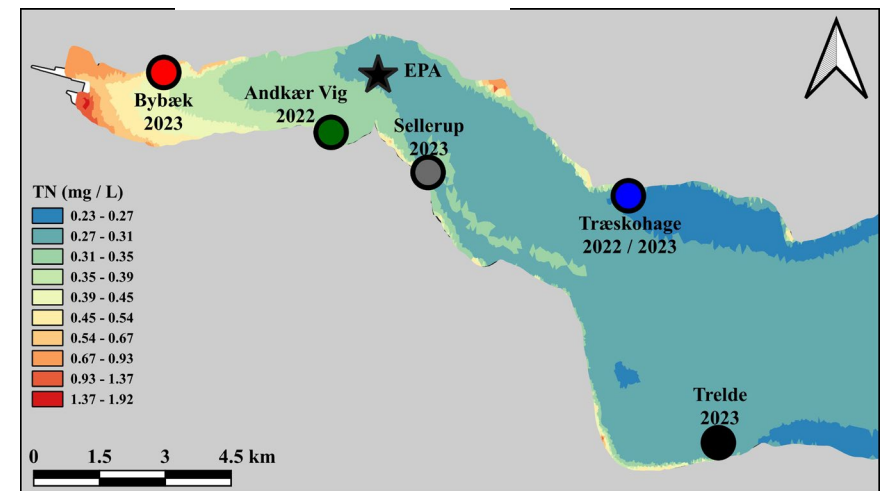 EPA
Bybæk
2023
Andkær Vig
2022
Sellerup
2023
Træskohage
2022 / 2023
Trelde
2023
TN (mg / L)
0.23 - 0.27
0.27 - 0.31
0.31 - 0.35
0.35 - 0.39
0.39 - 0.45
0.45 - 0.54
0.54 - 0.67
0.67 - 0.93
0.93 - 1.37
1.37 - 1.92
0 1.5 3 4.5 km